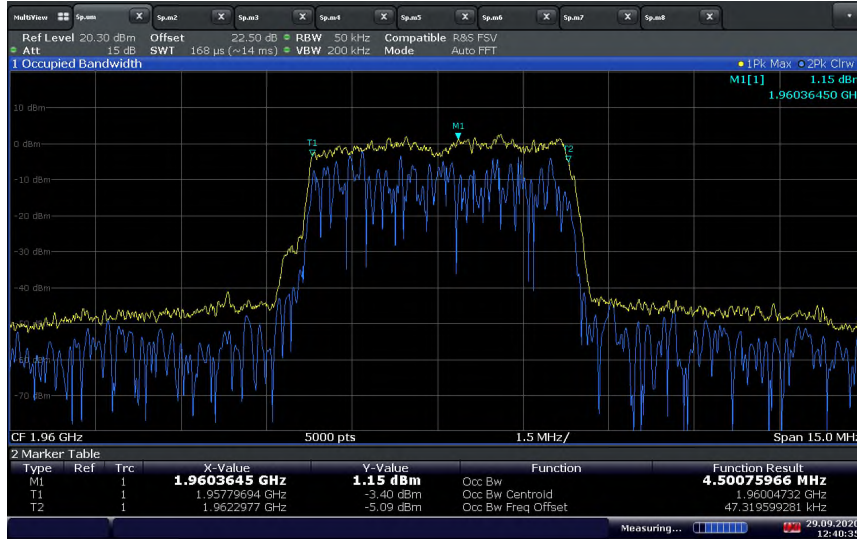 MultiView Sp.um X Sp.m2 X Sp.m3 X Sp.m4 X Sp.m5 X Sp.m6 X Sp.m7 X Sp.m8 X
Ref Level 20.30 dBm Offset 22.50 dB RBW 50 kHz Compatible R&S FSV
Att 15 dB SWT 168 µs (~14 ms) VBW 200 kHz Mode Auto FFT
1 Occupied Bandwidth 1Pk Max 2Pk Clrw
M1[1] 1.15 dBm
1.96036450 GH
10 dBm
M1
0 dBm
T1
T2
-10 dBm
-20 dBm
-30 dBm
-40 dBm
-70 dBm
CF 1.96 GHz 5000 pts 1.5 MHz/ Span 15.0 MHz
2 Marker Table
Type Ref Trc X-Value Y-Value Function Function Result
M1 1 1.9603645 GHz 1.15 dBm Occ Bw 4.50075966 MHz
T1 1 1.95779694 GHz -3.40 dBm Occ Bw Centroid 1.96004732 GHz
T2 1 1.9622977 GHz -5.09 dBm Occ Bw Freq Offset 47.319599281 kHz
Measuring... 29.09.2020
12:40:35